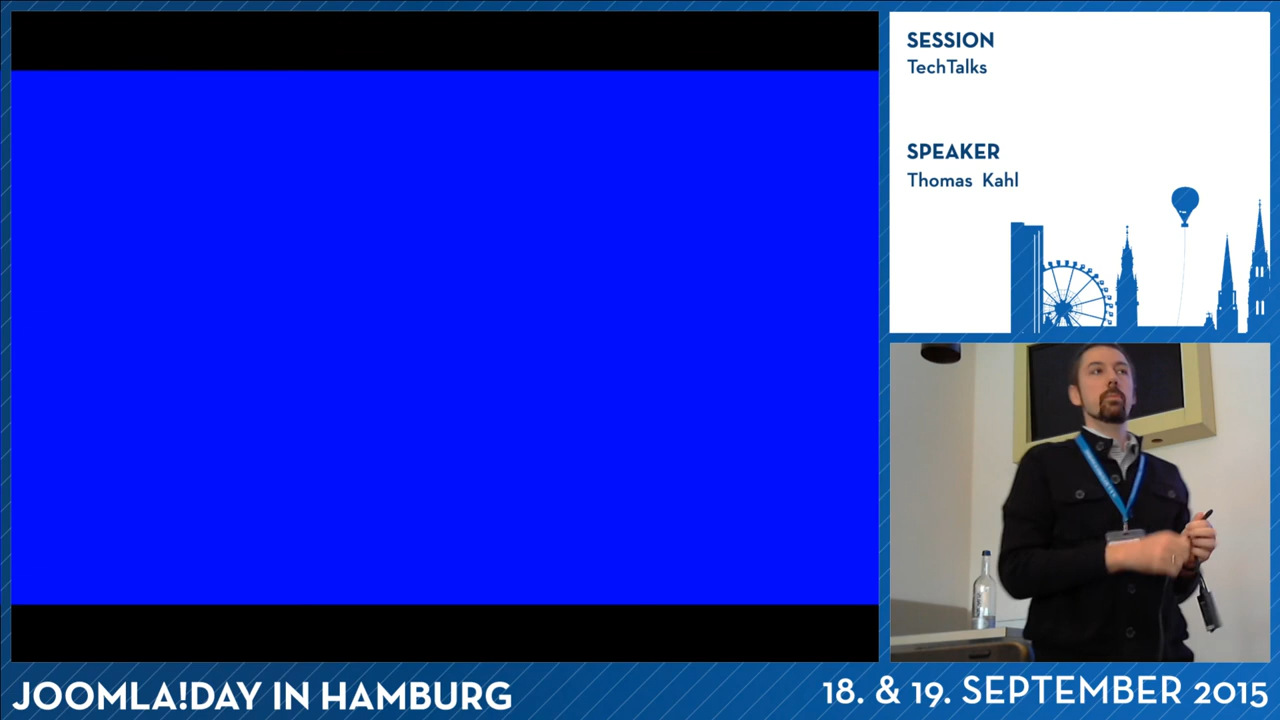 SESSION
TechTalks
SPEAKER
Thomas Kahl
JOOMLA!DAY IN HAMBURG
18. & 19. SEPTEMBER 2015